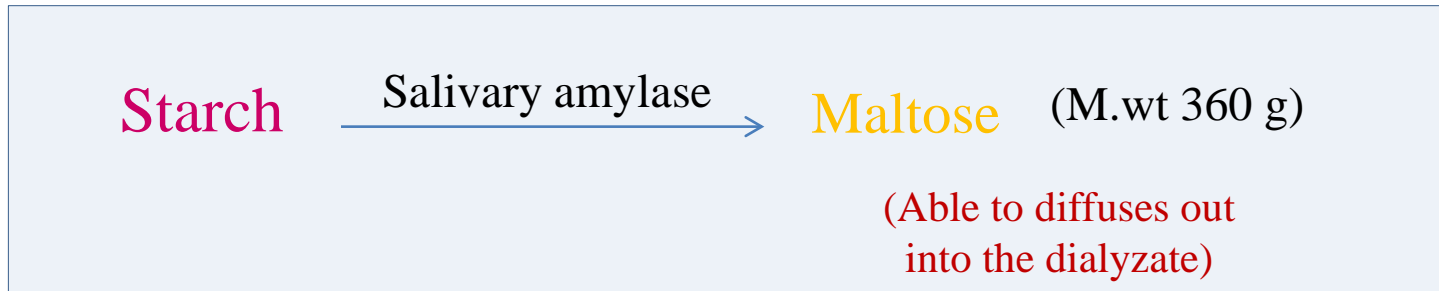 Starch Salivary amylase Maltose (M.wt 360 g)
(Able to diffuses out
into the dialyzate)